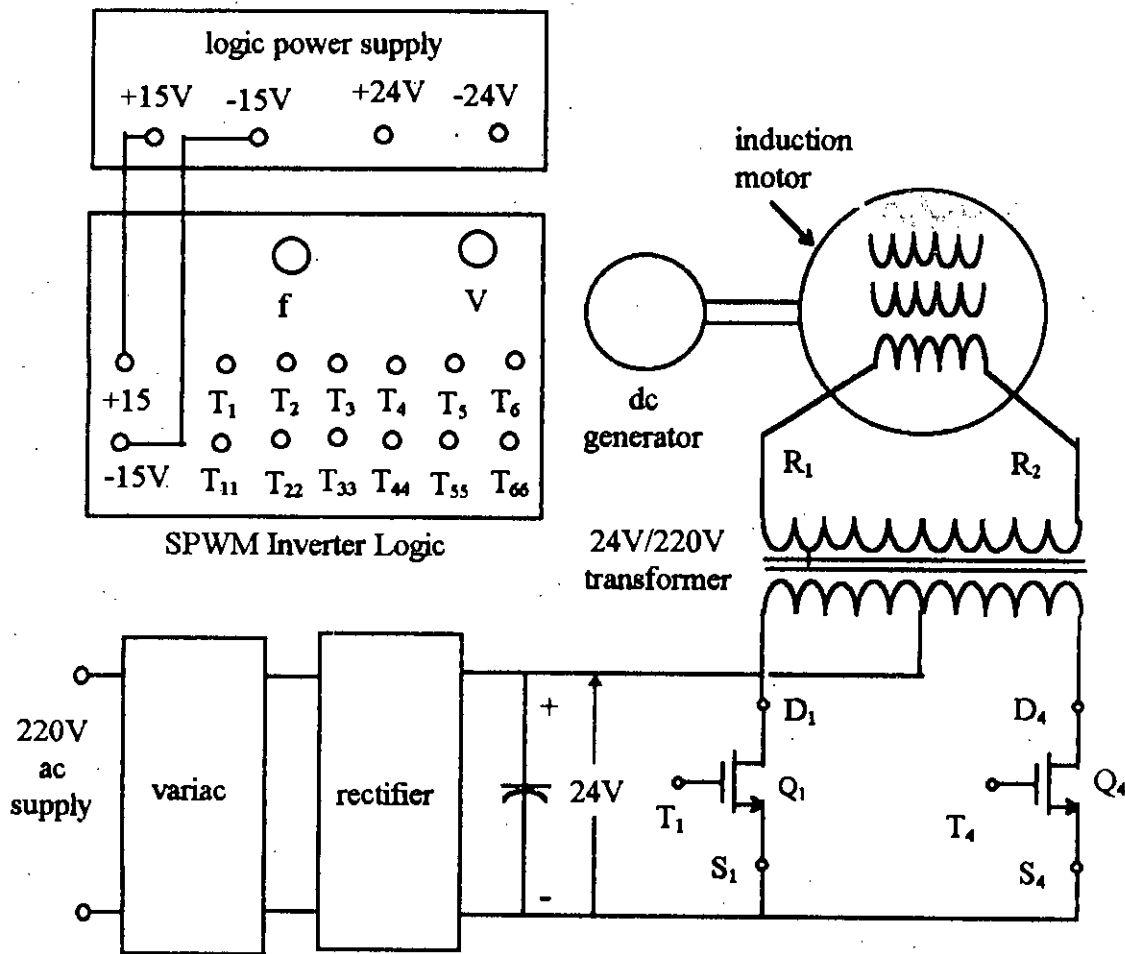 logic power supply
+15V -15V +24V -24V
induction
motor
f V
+15 T₁ T₂ T₃ T₄ T₅ T₆
-15V T₁₁ T₂₂ T₃₃ T₄₄ T₅₅ T₆₆
SPWM Inverter Logic
dc
generator
R₁ R₂
24V/220V
transformer
220V
ac
supply
variac
rectifier
+
24V
-
D₁ D₄
Q₁ Q₄
T₁ T₄
S₁ S₄